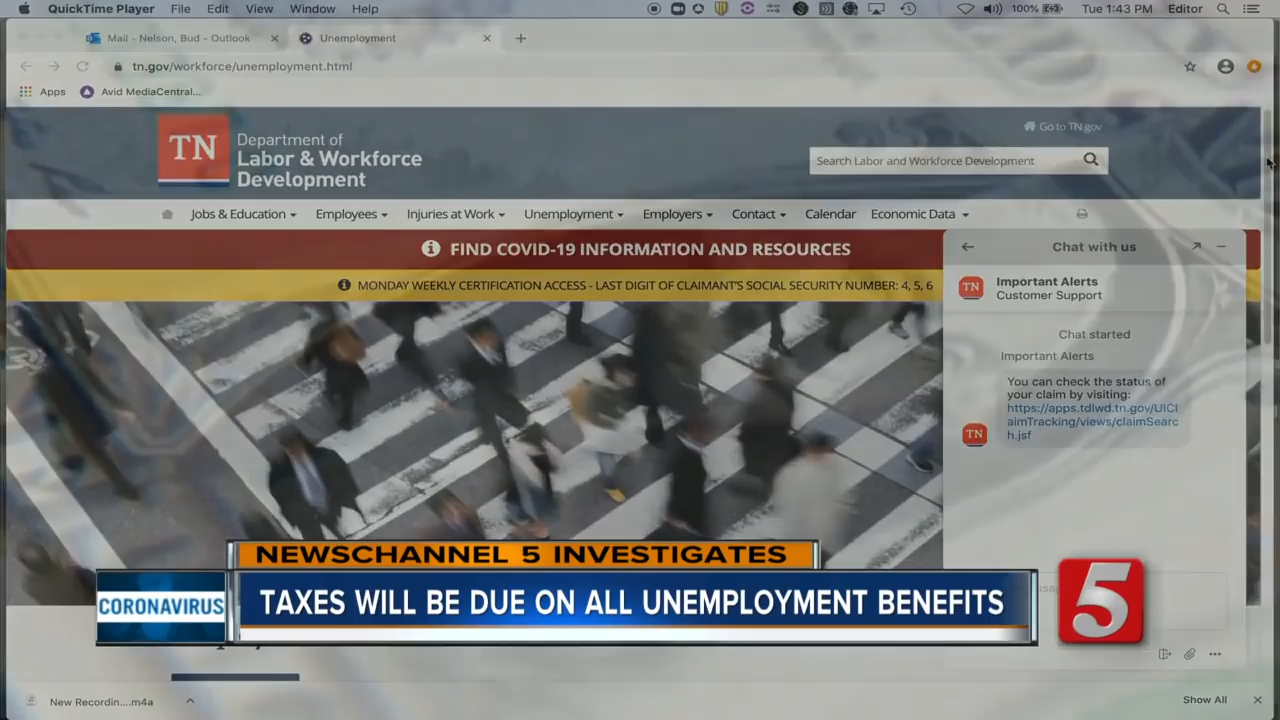 QuickTime Player File Edit View Window Help 100% Tue 1:43 PM Editor
Mail - Nelson, Bud - Outlook Unemployment
tn.gov/workforce/unemployment.html
Apps Avid MediaCentral...
TN
Department of
Labor & Workforce
Development
Go to TN.gov
Search Labor and Workforce Development
Jobs & Education Employees Injuries at Work Unemployment Employers Contact Calendar Economic Data
FIND COVID-19 INFORMATION AND RESOURCES
MONDAY WEEKLY CERTIFICATION ACCESS - LAST DIGIT OF CLAIMANT'S SOCIAL SECURITY NUMBER: 4, 5, 6
Chat with us
TN
Important Alerts
Customer Support
Chat started
Important Alerts
You can check the status of
your claim by visiting:
https://apps.tdlwd.tn.gov/UICl
aimTracking/views/claimSearc
h.jsf
TN
NEWSCHANNEL 5 INVESTIGATES
CORONAVIRUS
TAXES WILL BE DUE ON ALL UNEMPLOYMENT BENEFITS
5
New Recordin....m4a
Show All